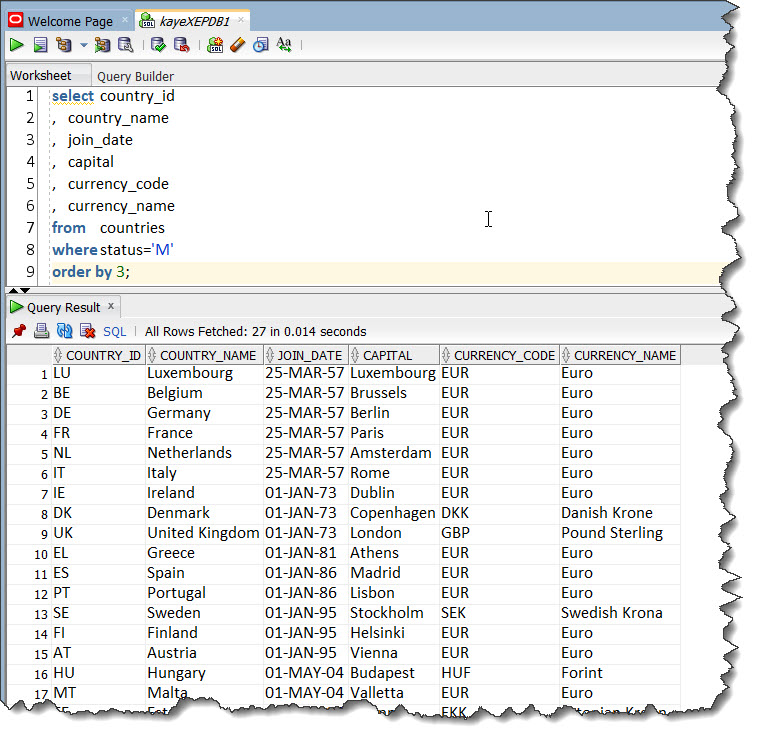 Welcome Page × kayeXEPDB1 ×
Worksheet Query Builder
1 select country_id
2 , country_name
3 , join_date
4 , capital
5 , currency_code
6 , currency_name
7 from countries
8 where status='M'
9 order by 3;
Query Result ×
SQL | All Rows Fetched: 27 in 0.014 seconds
COUNTRY_ID COUNTRY_NAME JOIN_DATE CAPITAL CURRENCY_CODE CURRENCY_NAME
1 LU Luxembourg 25-MAR-57 Luxembourg EUR Euro
2 BE Belgium 25-MAR-57 Brussels EUR Euro
3 DE Germany 25-MAR-57 Berlin EUR Euro
4 FR France 25-MAR-57 Paris EUR Euro
5 NL Netherlands 25-MAR-57 Amsterdam EUR Euro
6 IT Italy 25-MAR-57 Rome EUR Euro
7 IE Ireland 01-JAN-73 Dublin EUR Euro
8 DK Denmark 01-JAN-73 Copenhagen DKK Danish Krone
9 UK United Kingdom 01-JAN-73 London GBP Pound Sterling
10 EL Greece 01-JAN-81 Athens EUR Euro
11 ES Spain 01-JAN-86 Madrid EUR Euro
12 PT Portugal 01-JAN-86 Lisbon EUR Euro
13 SE Sweden 01-JAN-95 Stockholm SEK Swedish Krona
14 FI Finland 01-JAN-95 Helsinki EUR Euro
15 AT Austria 01-JAN-95 Vienna EUR Euro
16 HU Hungary 01-MAY-04 Budapest HUF Forint
17 MT Malta 01-MAY-04 Valletta EUR Euro